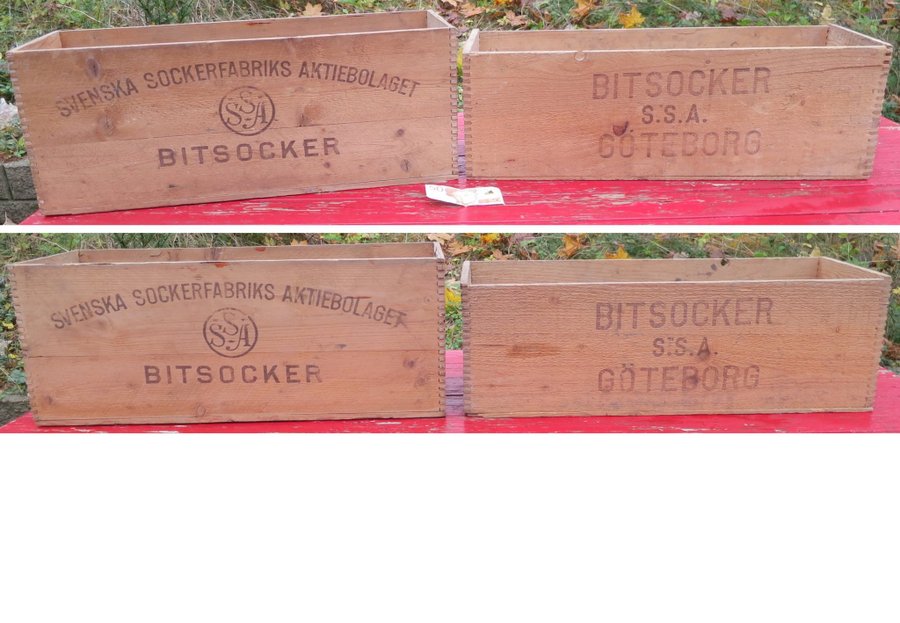 SVENSKA SOCKERFABRIKS AKTIEBOLAGET
SSA
BITSOCKER
BITSOCKER
S.S.A.
GÖTEBORG
SVENSKA SOCKERFABRIKS AKTIEBOLAGET
SSA
BITSOCKER
BITSOCKER
S.S.A.
GÖTEBORG